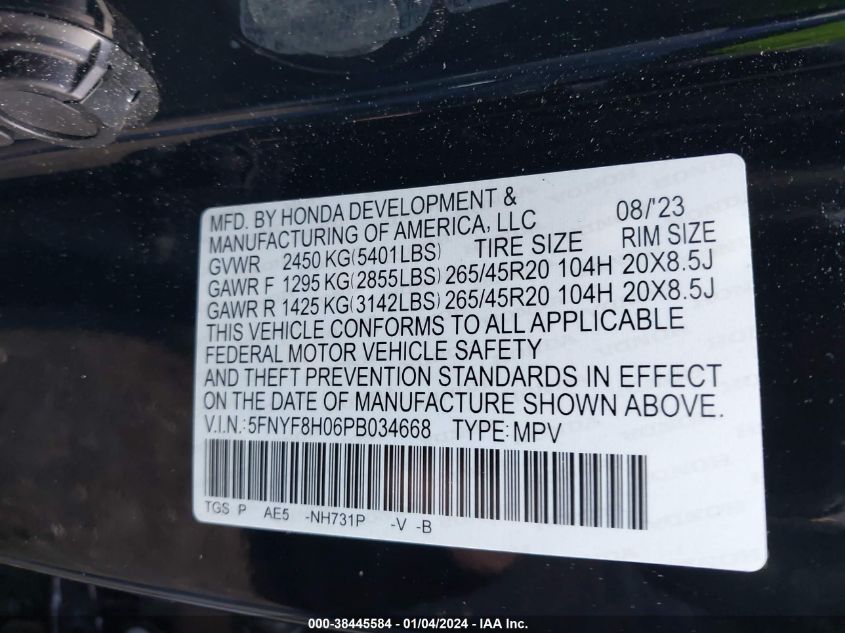 MFD. BY HONDA DEVELOPMENT &
MANUFACTURING OF AMERICA, LLC 08/'23
GVWR 2450 KG(5401LBS) TIRE SIZE RIM SIZE
GAWR F 1295 KG(2855LBS) 265/45R20 104H 20X8.5J
GAWR R 1425 KG(3142LBS) 265/45R20 104H 20X8.5J
THIS VEHICLE CONFORMS TO ALL APPLICABLE
FEDERAL MOTOR VEHICLE SAFETY
AND THEFT PREVENTION STANDARDS IN EFFECT
ON THE DATE OF MANUFACTURE SHOWN ABOVE.
V.I.N.:5FNYF8H06PB034668 TYPE:MPV
TGS P AE5 -NH731P -V -B
000-38445584 - 01/04/2024 - IAA Inc.